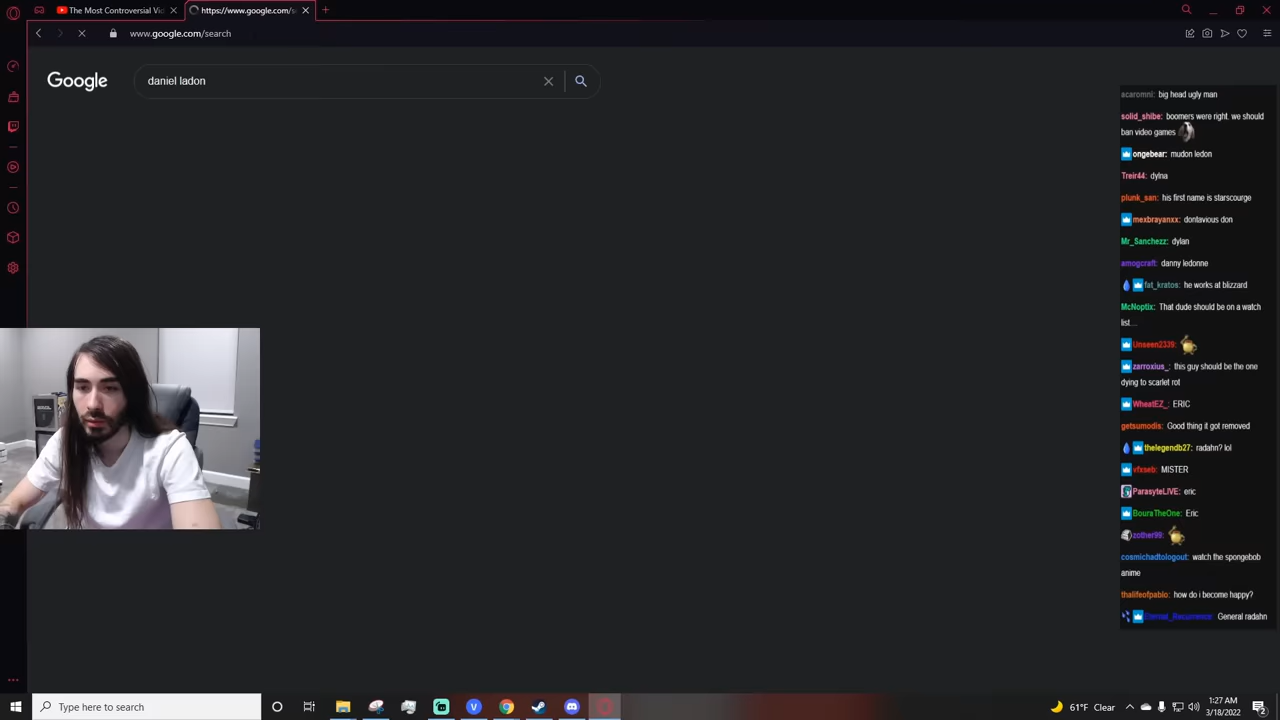 The Most Controversial Vid
https://www.google.com/se
www.google.com/search
Google
daniel ladon
acaromni: big head ugly man
solid_shibe: boomers were right. we should
ban video games
ongebear: mudon ledon
Treir44: dylna
plunk_san: his first name is starscourge
mexbrayanxx: dontavious don
Mr_Sanchezz: dylan
amogcraft: danny ledonne
fat_kratos: he works at blizzard
McNoptix: That dude should be on a watch
list…
Unseen2339:
zarroxius_: this guy should be the one
dying to scarlet rot
WheatEZ_: ERIC
getsumodis: Good thing it got removed
thelegendb27: radahn? lol
vfxseb: MISTER
ParasyteLIVE: eric
BouraTheOne: Eric
zother99:
cosmichadtologout: watch the spongebob
anime
thalifeofpablo: how do i become happy?
General radahn
Type here to search
61°F Clear
1:27 AM
3/18/2022